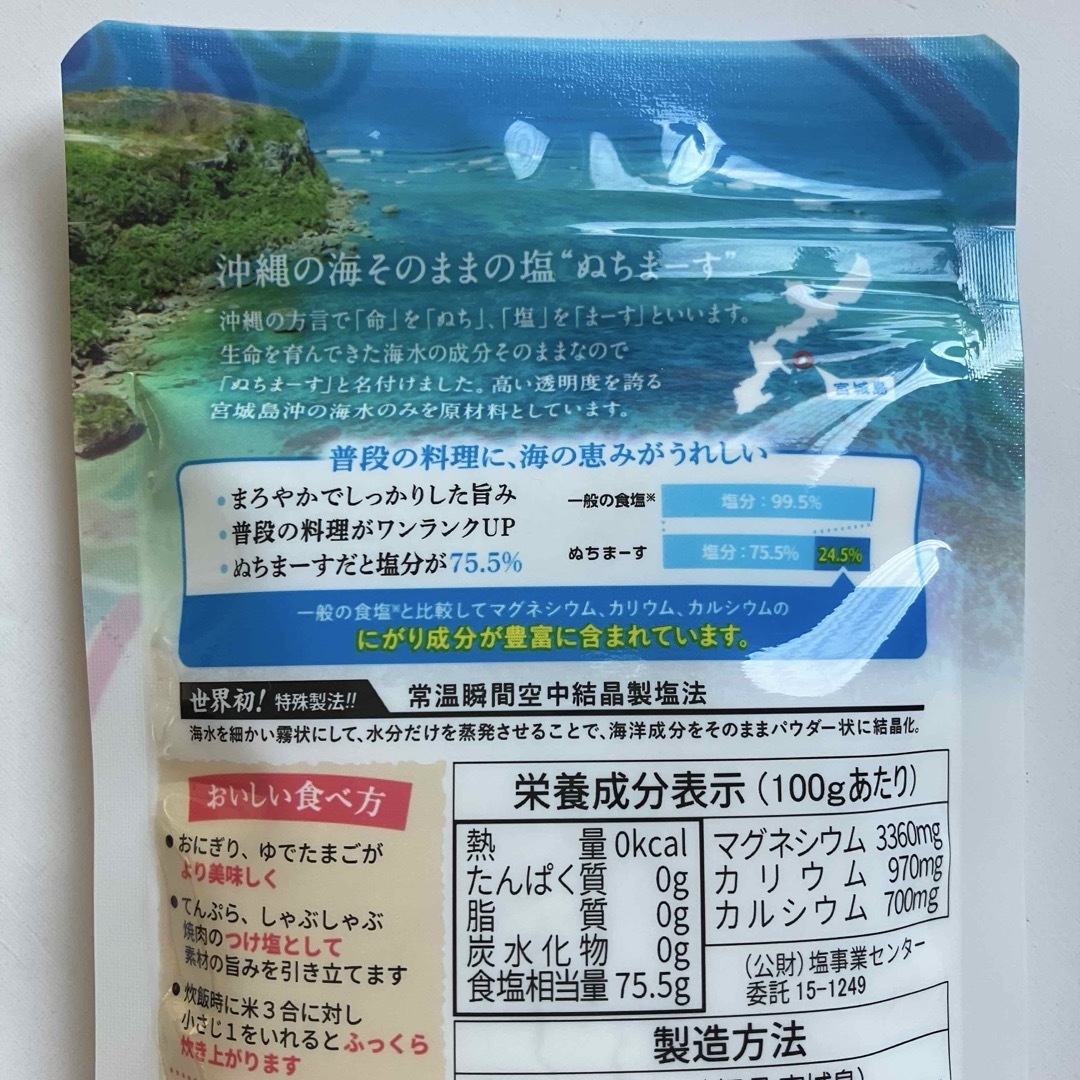 沖縄の海そのままの塩“ぬちまーす”
沖縄の方言で「命」を「ぬち」、「塩」を「まーす」といいます。
生命を育んできた海水の成分そのままなので
「ぬちまーす」と名付けました。高い透明度を誇る
宮城島沖の海水のみを原材料としています。
宮城島
普段の料理に、海の恵みがうれしい
・まろやかでしっかりした旨み
・普段の料理がワンランクUP
・ぬちまーすだと塩分が75.5%
一般の食塩※ 塩分：99.5%
ぬちまーす 塩分：75.5% 24.5%
一般の食塩※と比較してマグネシウム、カリウム、カルシウムの
にがり成分が豊富に含まれています。
世界初！ 特殊製法!! 常温瞬間空中結晶製塩法
海水を細かい霧状にして、水分だけを蒸発させることで、海洋成分をそのままパウダー状に結晶化。
おいしい食べ方
●おにぎり、ゆでたまごが
より美味しく
●てんぷら、しゃぶしゃぶ
焼肉のつけ塩として
素材の旨みを引き立てます
●炊飯時に米３合に対し
小さじ１をいれるとふっくら
炊き上がります
栄養成分表示（100gあたり）
熱量 0kcal
たんぱく質 0g
脂質 0g
炭水化物 0g
食塩相当量 75.5g
マグネシウム 3360mg
カリウム 970mg
カルシウム 700mg
（公財）塩事業センター
委託 15-1249
製造方法